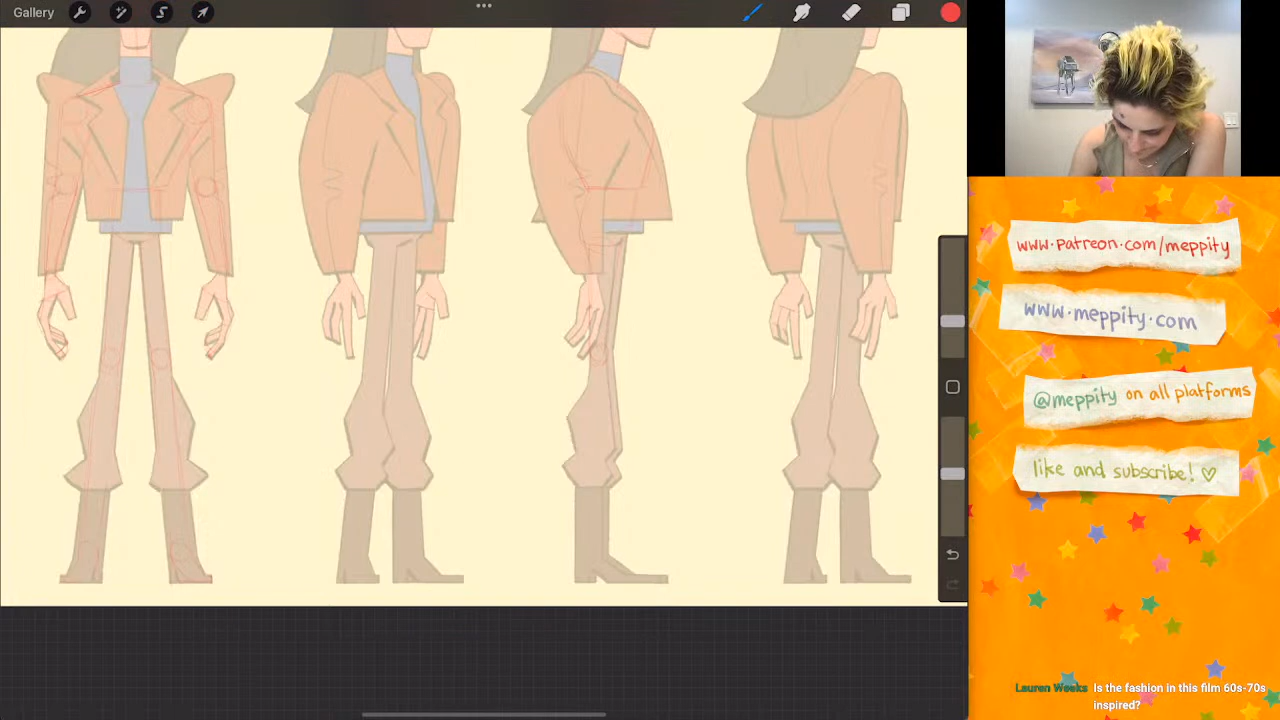 Gallery
www.patreon.com/meppity
www.meppity.com
@meppity on all platforms
like and subscribe! ♡
Lauren Weeks Is the fashion in this film 60s-70s
inspired?